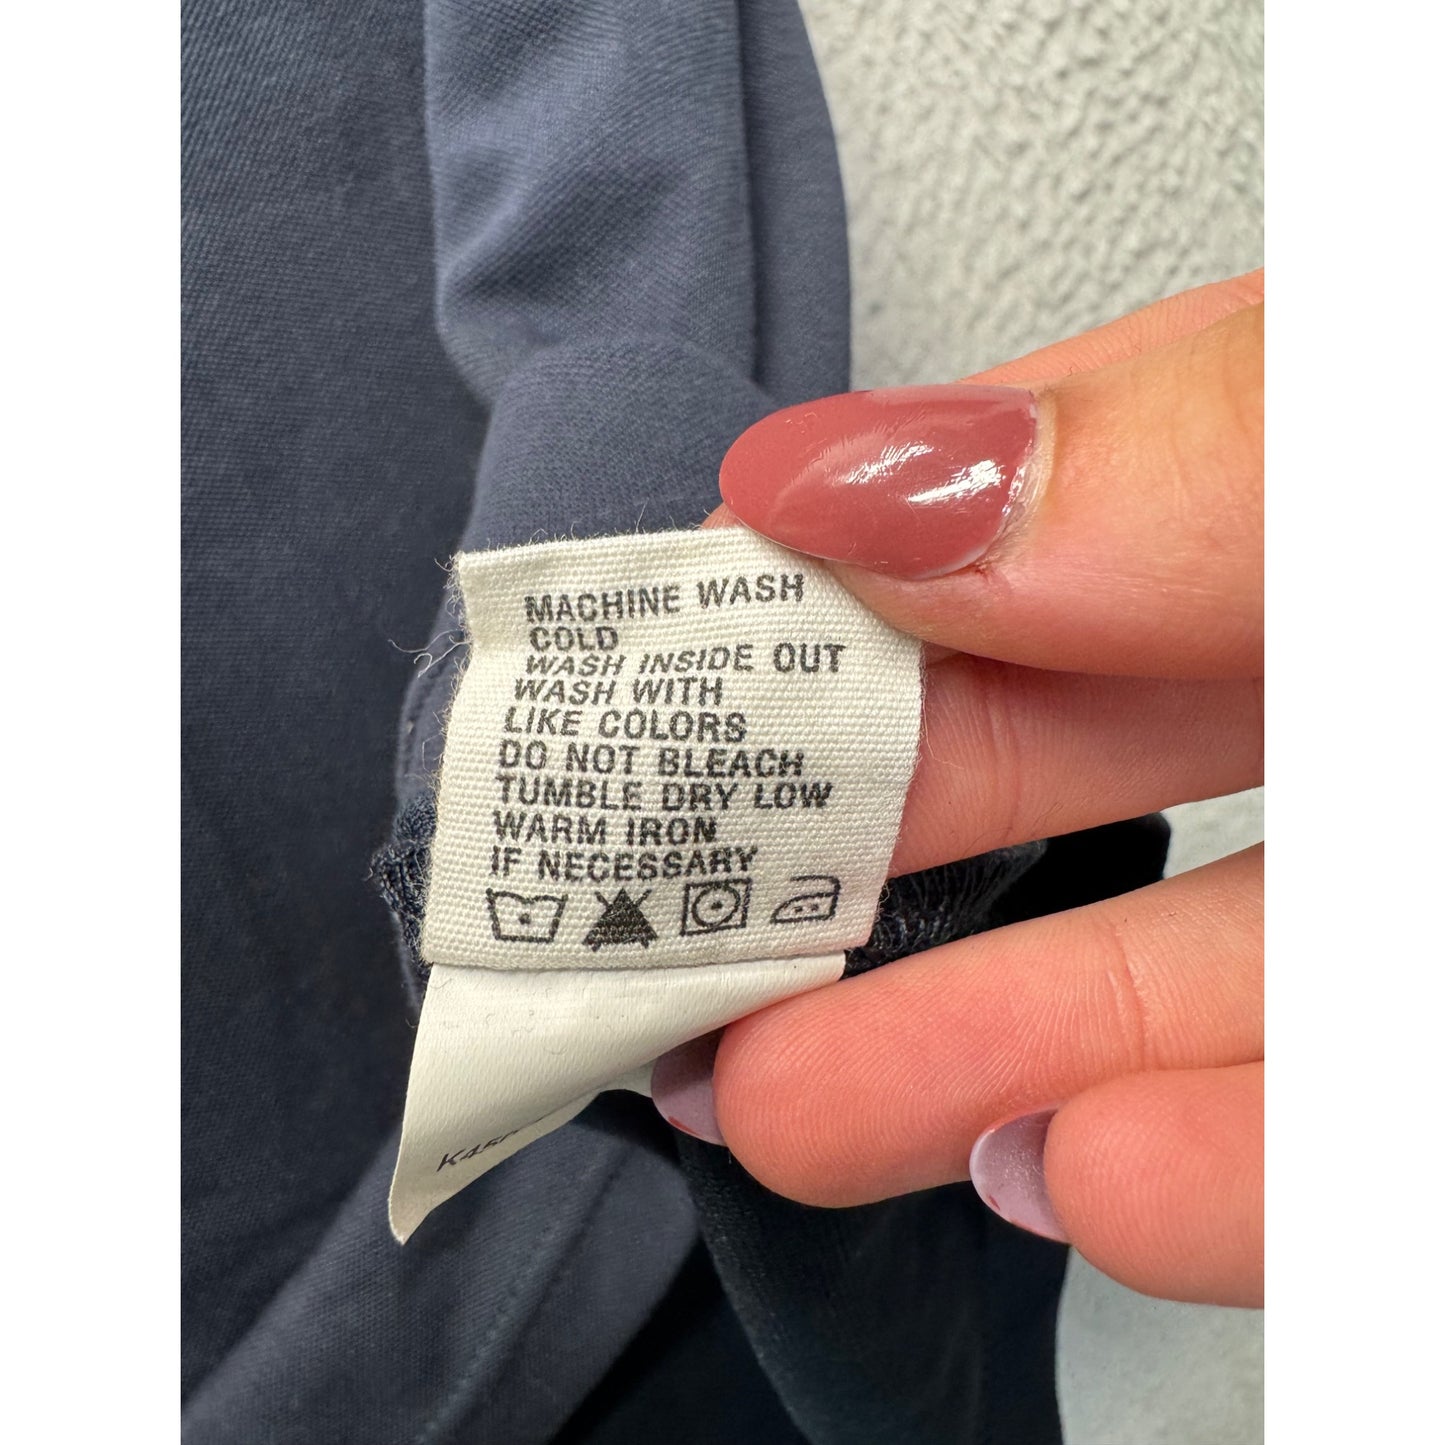 MACHINE WASH
COLD
WASH INSIDE OUT
WASH WITH
LIKE COLORS
DO NOT BLEACH
TUMBLE DRY LOW
WARM IRON
IF NECESSARY